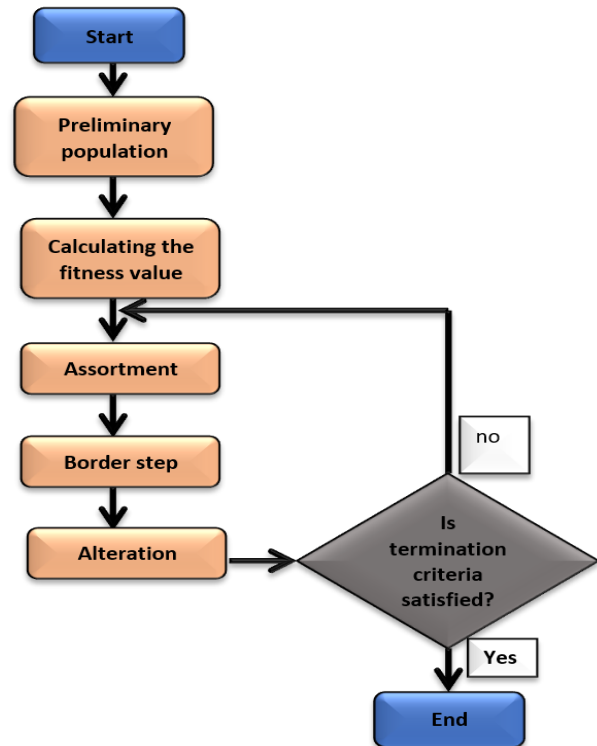 Start
Preliminary
population
Calculating the
fitness value
Assortment
Border step
Alteration
Is
termination
criteria
satisfied?
no
Yes
End